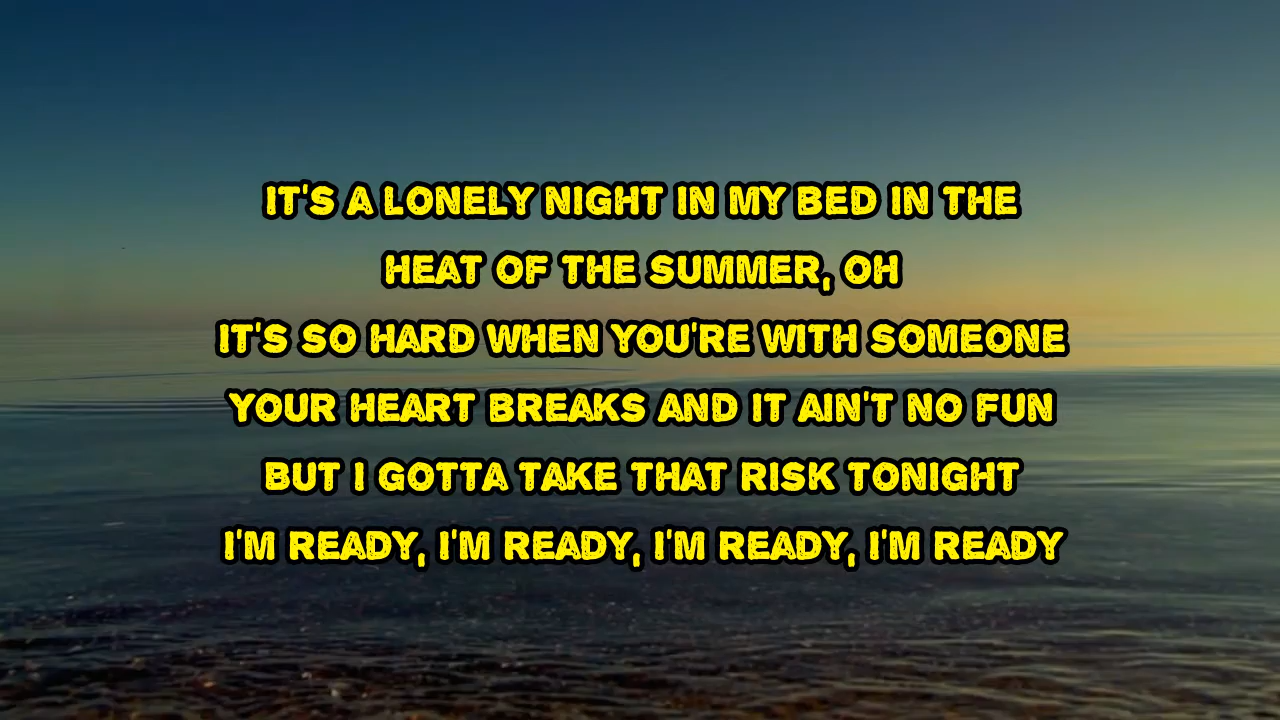 IT'S A LONELY NIGHT IN MY BED IN THE
HEAT OF THE SUMMER, OH
IT'S SO HARD WHEN YOU'RE WITH SOMEONE
YOUR HEART BREAKS AND IT AIN'T NO FUN
BUT I GOTTA TAKE THAT RISK TONIGHT
I'M READY, I'M READY, I'M READY, I'M READY